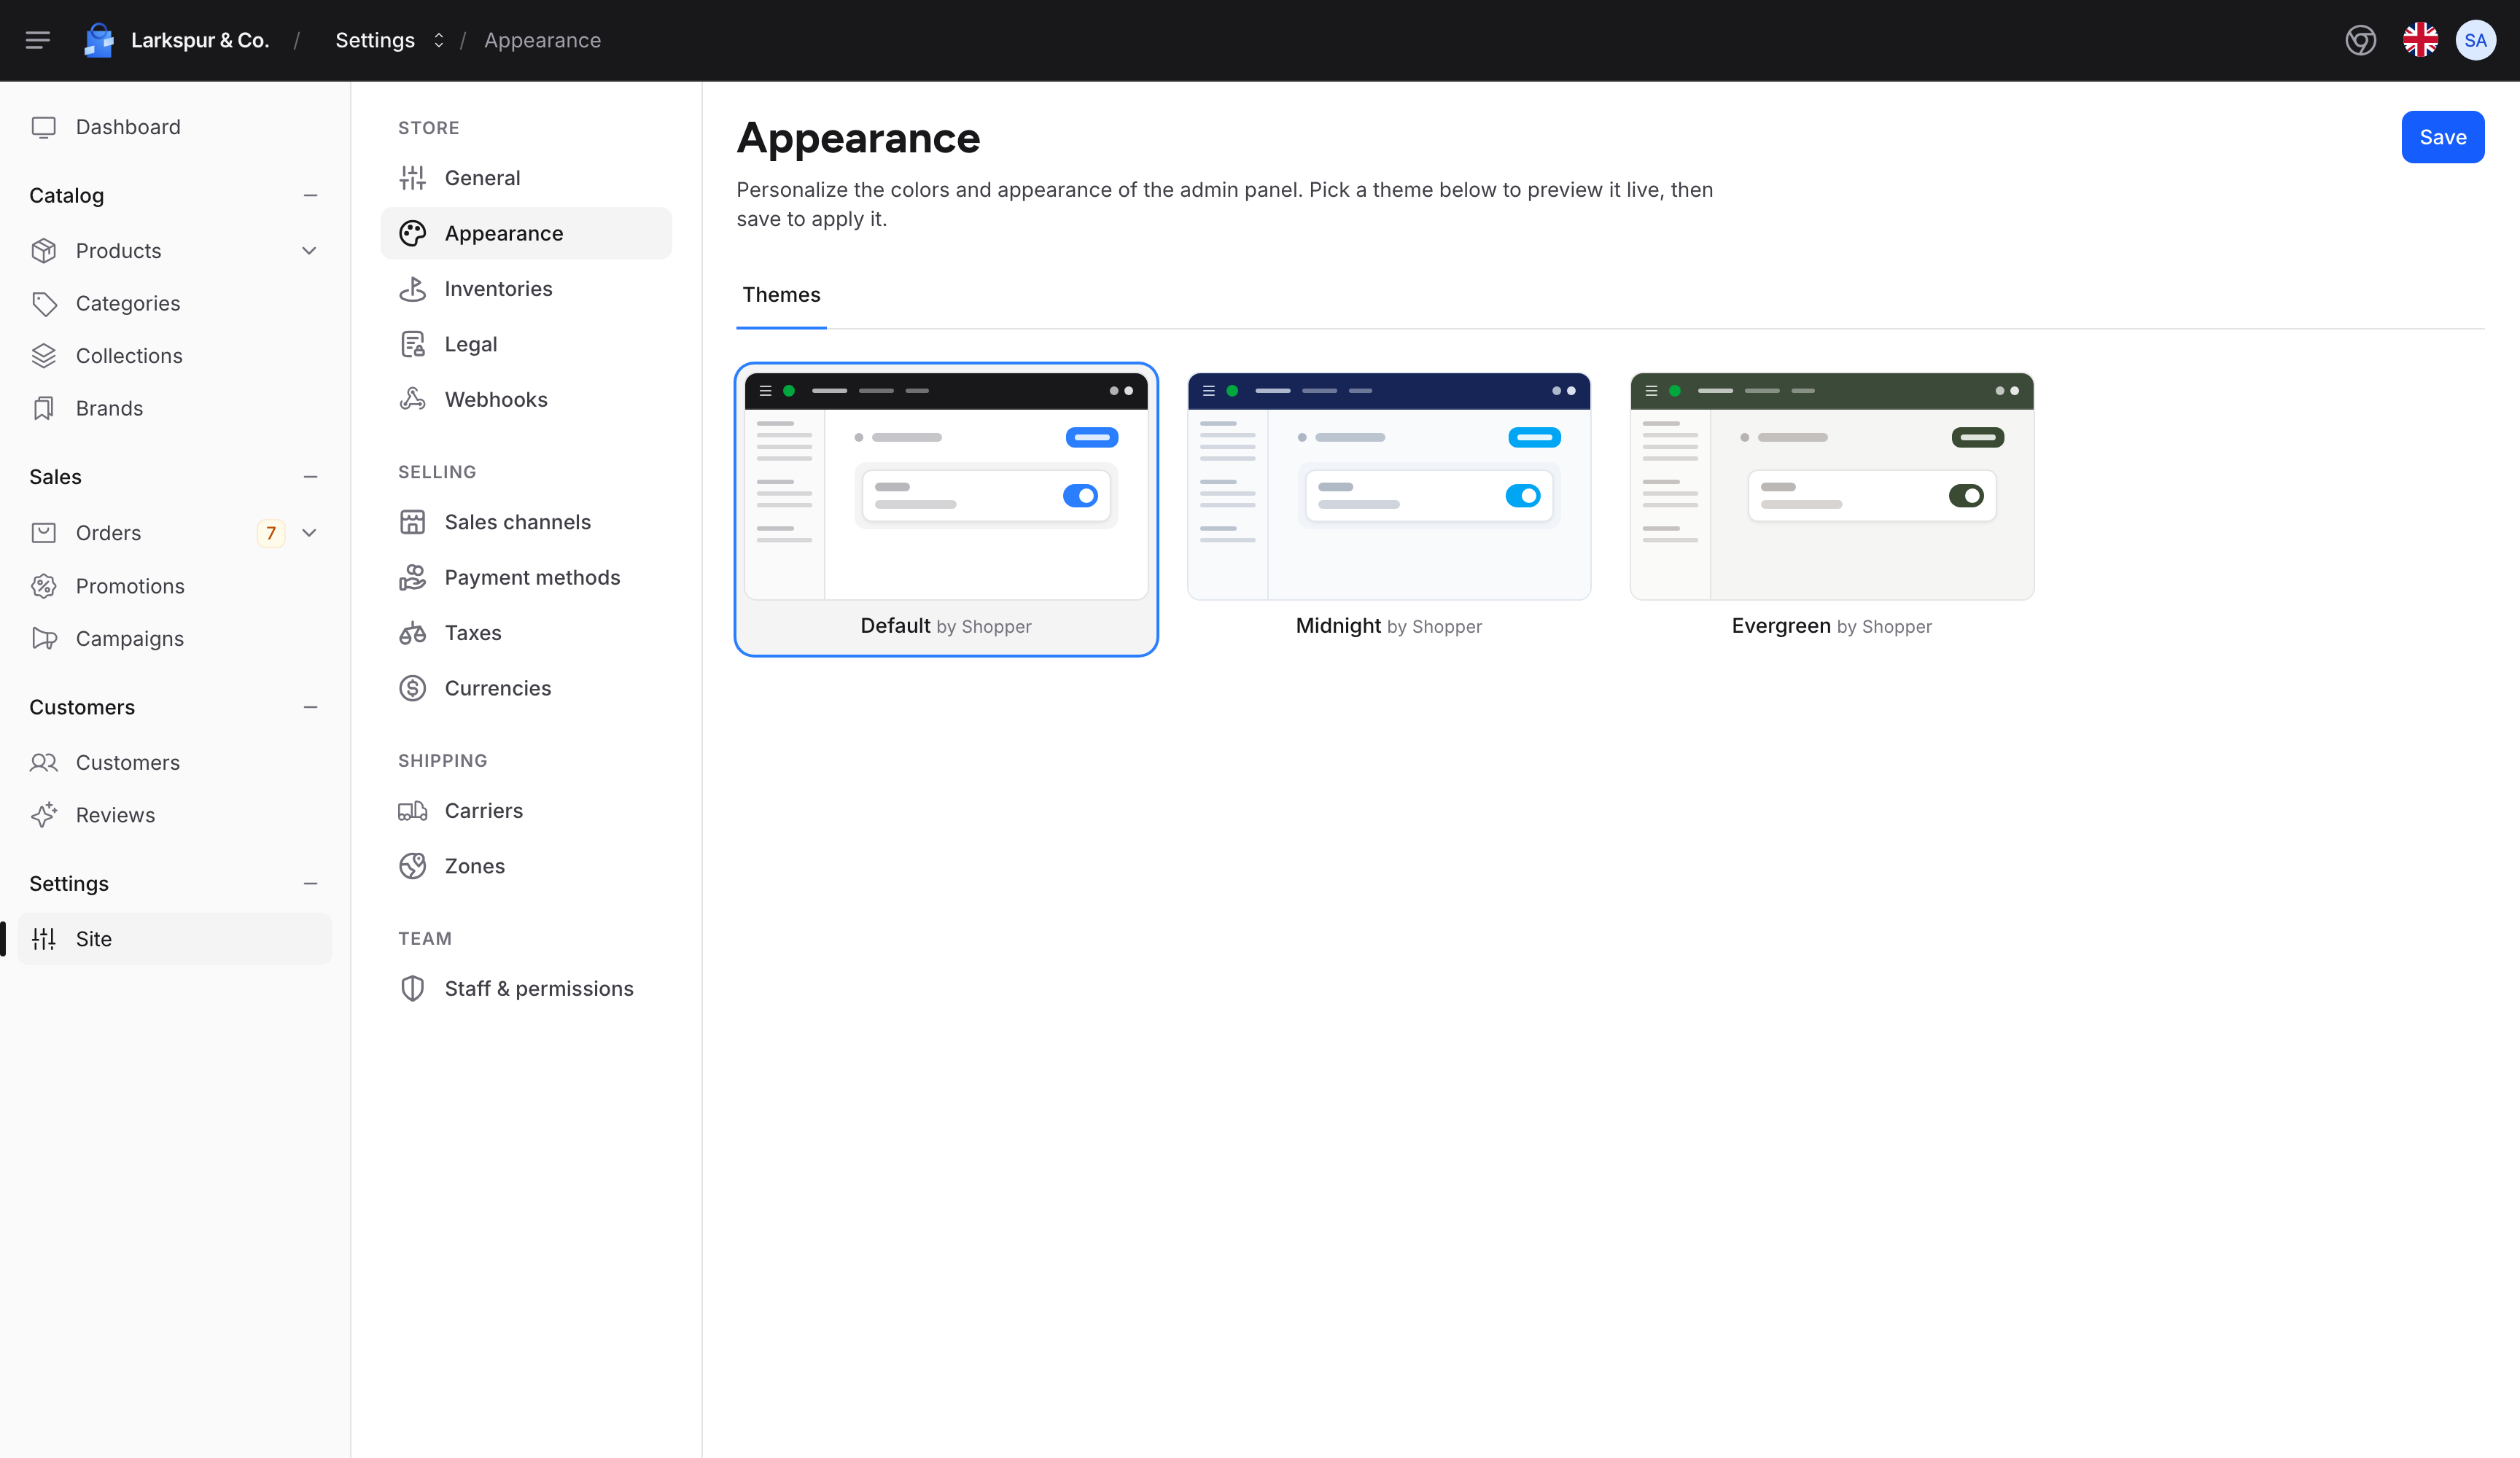 Larkspur & Co. / Settings / Appearance
SA
Dashboard
Catalog
Products
Categories
Collections
Brands
Sales
Orders 7
Promotions
Campaigns
Customers
Customers
Reviews
Settings
Site
STORE
General
Appearance
Inventories
Legal
Webhooks
SELLING
Sales channels
Payment methods
Taxes
Currencies
SHIPPING
Carriers
Zones
TEAM
Staff & permissions
Appearance
Save
Personalize the colors and appearance of the admin panel. Pick a theme below to preview it live, then
save to apply it.
Themes
Default by Shopper
Midnight by Shopper
Evergreen by Shopper